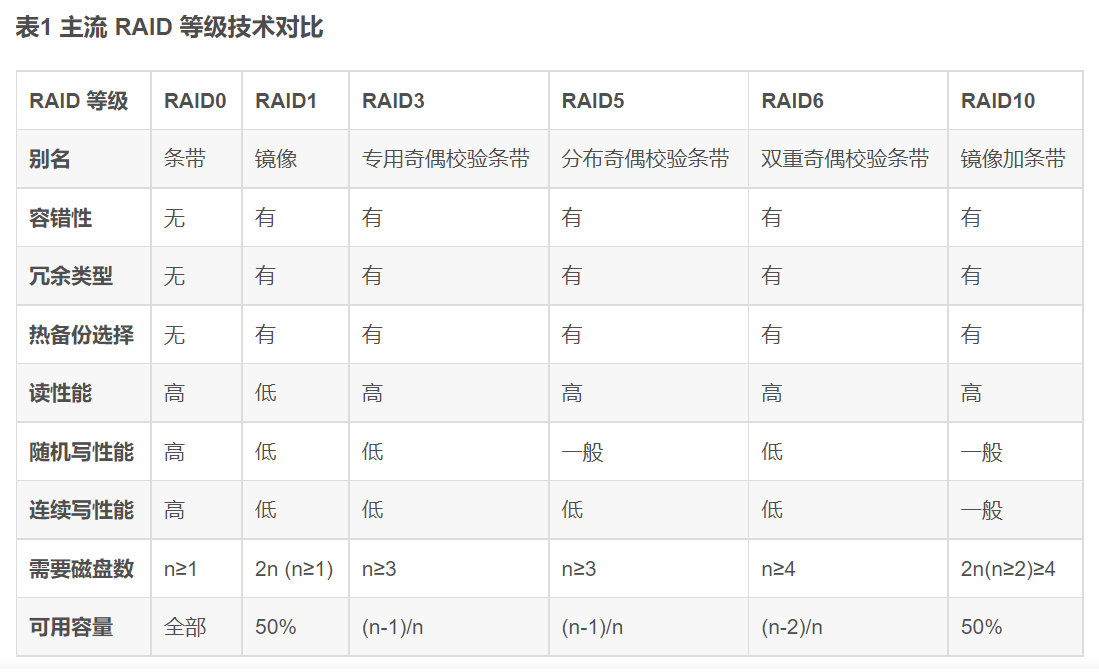 表1 主流 RAID 等级技术对比
RAID 等级 RAID0 RAID1 RAID3 RAID5 RAID6 RAID10
别名 条带 镜像 专用奇偶校验条带 分布奇偶校验条带 双重奇偶校验条带 镜像加条带
容错性 无 有 有 有 有 有
冗余类型 无 有 有 有 有 有
热备份选择 无 有 有 有 有 有
读性能 高 低 高 高 高 高
随机写性能 高 低 低 一般 低 一般
连续写性能 高 低 低 低 低 一般
需要磁盘数 n≥1 2n (n≥1) n≥3 n≥3 n≥4 2n(n≥2)≥4
可用容量 全部 50% (n-1)/n (n-1)/n (n-2)/n 50%